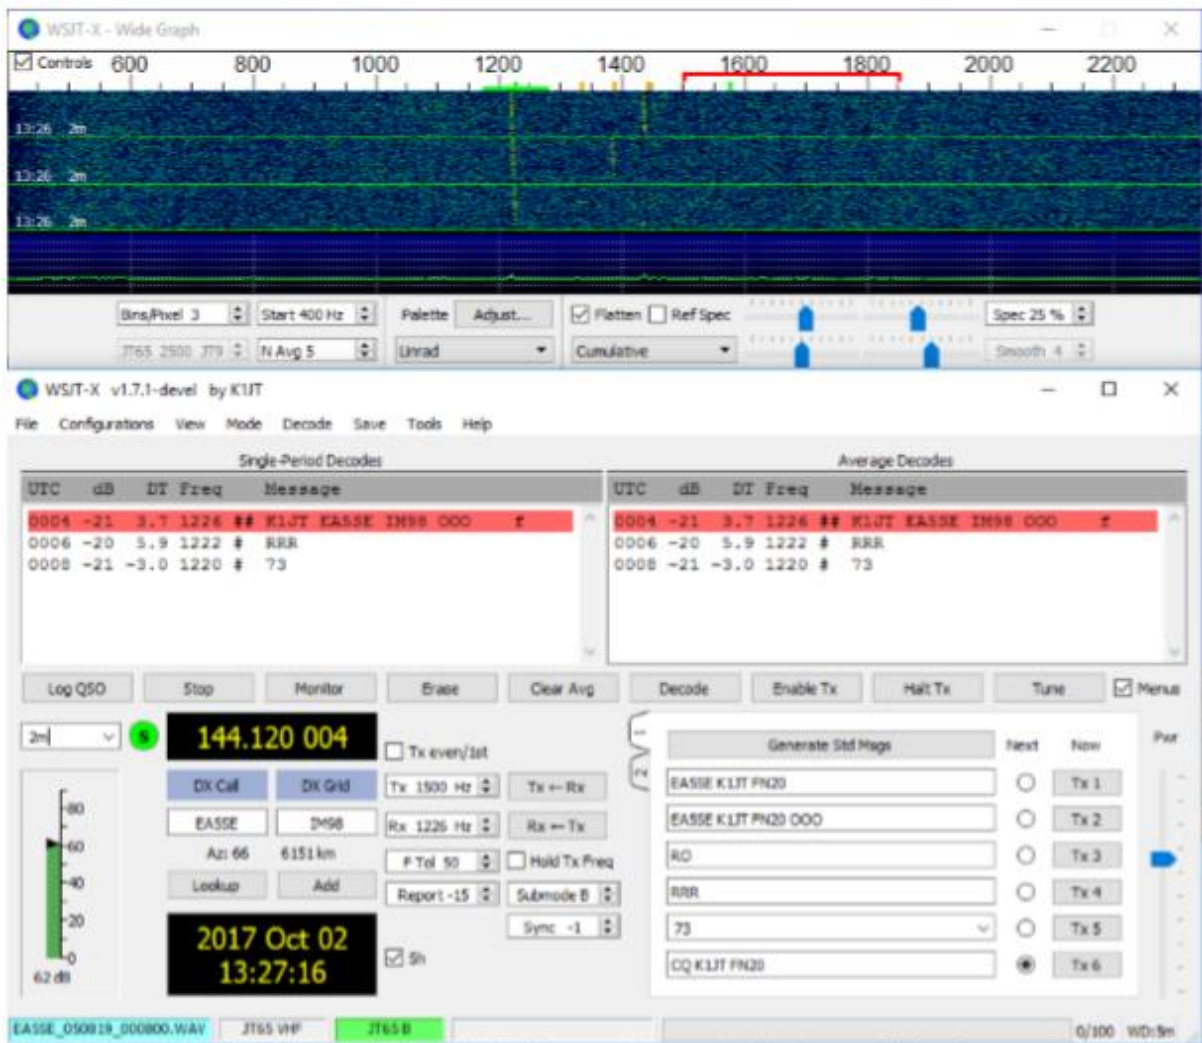 WSJT-X - Wide Graph
Controls 600 800 1000 1200 1400 1600 1800 2000 2200
13:26 2m
13:26 2m
13:26 2m
Bins/Pixel 3 Start 400 Hz Palette Adjust... Flatten Ref Spec Spec 25 %
JT65 2500 JT9 N Avg 5 Linrad Cumulative Smooth 4
WSJT-X v1.7.1-devel by K1JT
File Configurations View Mode Decode Save Tools Help
Single-Period Decodes Average Decodes
UTC dB DT Freq Message UTC dB DT Freq Message
0004 -21 3.7 1226 ## K1JT EA5SE IM98 OOO f 0004 -21 3.7 1226 ## K1JT EA5SE IM98 OOO f
0006 -20 5.9 1222 # RRR 0006 -20 5.9 1222 # RRR
0008 -21 -3.0 1220 # 73 0008 -21 -3.0 1220 # 73
Log QSO Stop Monitor Erase Clear Avg Decode Enable Tx Halt Tx Tune Menus
2m S 144.120 004 Tx even/1st Generate Std Msgs Next Now Pwr
1
2
DX Call DX Grid Tx 1500 Hz Tx ← Rx EA5SE K1JT FN20 Tx 1
EA5SE IM98 Rx 1226 Hz Rx ← Tx EA5SE K1JT FN20 OOO Tx 2
Az: 66 6151 km F Tol 50 Hold Tx Freq RO Tx 3
Lookup Add Report -15 Submode B RRR Tx 4
Sync -1 73 Tx 5
2017 Oct 02
13:27:16 Sh CQ K1JT FN20 Tx 6
80
60
40
20
0
62 dB
EA5SE_050819_000800.WAV JT65 VHF JT65 B 0/100 WD:5m